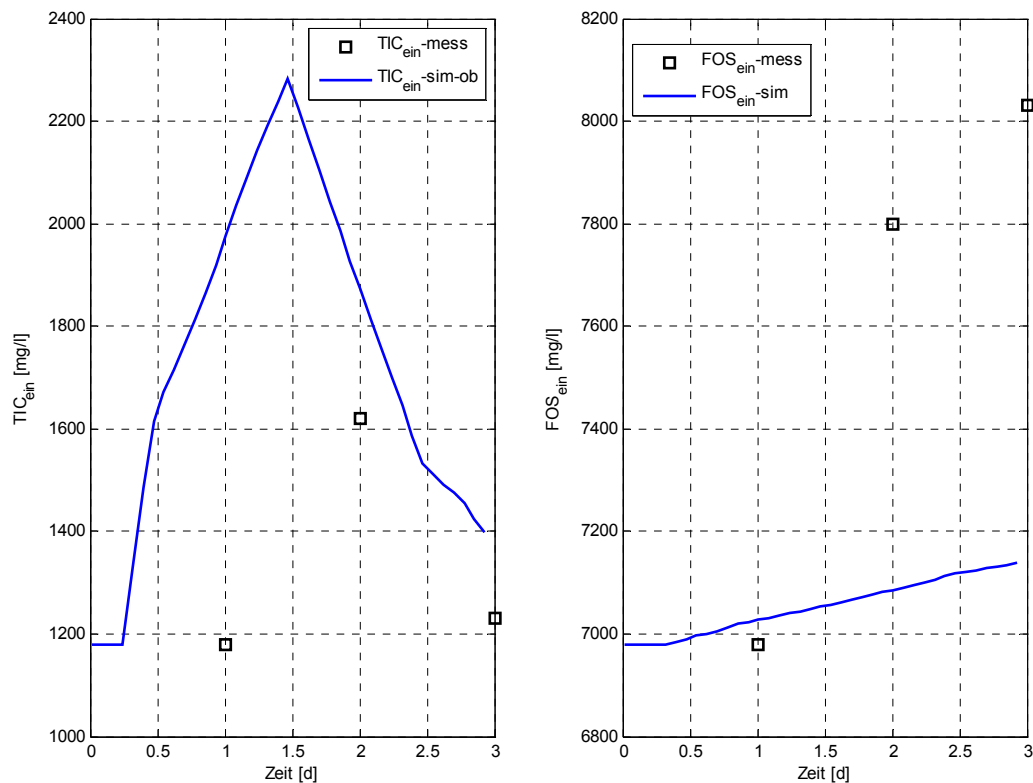 2400
2200
2000
1800
1600
1400
1200
1000
TIC_ein [mg/l]
0 0.5 1 1.5 2 2.5 3
Zeit [d]
TIC_ein-mess
TIC_ein-sim-ob
8200
8000
7800
7600
7400
7200
7000
6800
FOS_ein [mg/l]
0 0.5 1 1.5 2 2.5 3
Zeit [d]
FOS_ein-mess
FOS_ein-sim